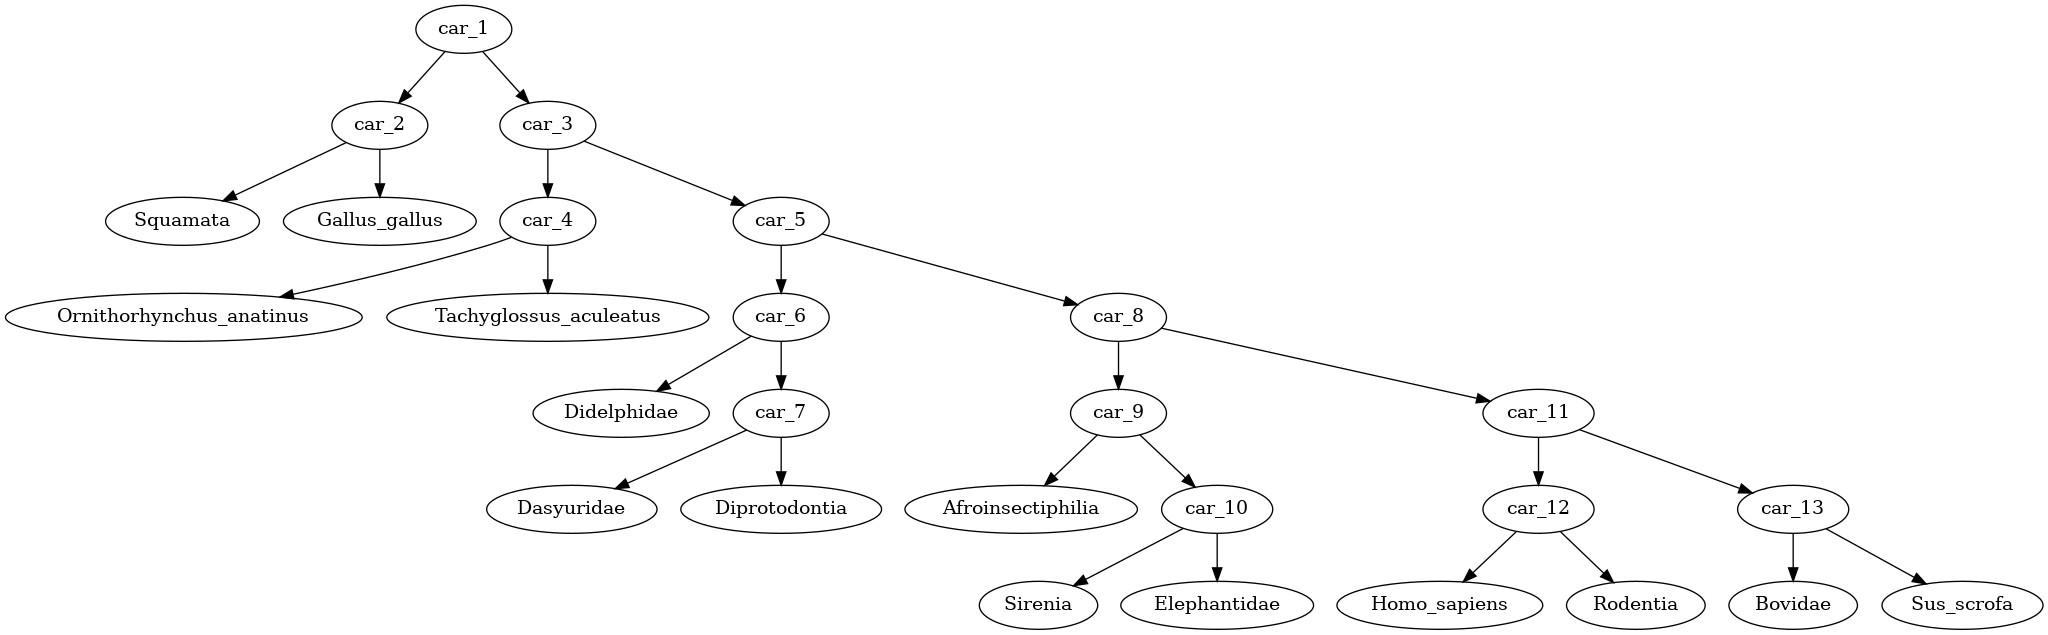 car_1
car_2
car_3
Squamata
Gallus_gallus
car_4
car_5
Ornithorhynchus_anatinus
Tachyglossus_aculeatus
car_6
car_8
Didelphidae
car_7
car_9
car_11
Dasyuridae
Diprotodontia
Afroinsectiphilia
car_10
car_12
car_13
Sirenia
Elephantidae
Homo_sapiens
Rodentia
Bovidae
Sus_scrofa